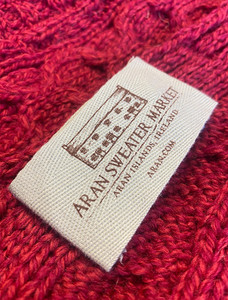 ARAN SWEATER MARKET
ARAN ISLANDS, IRELAND
ARAN.COM